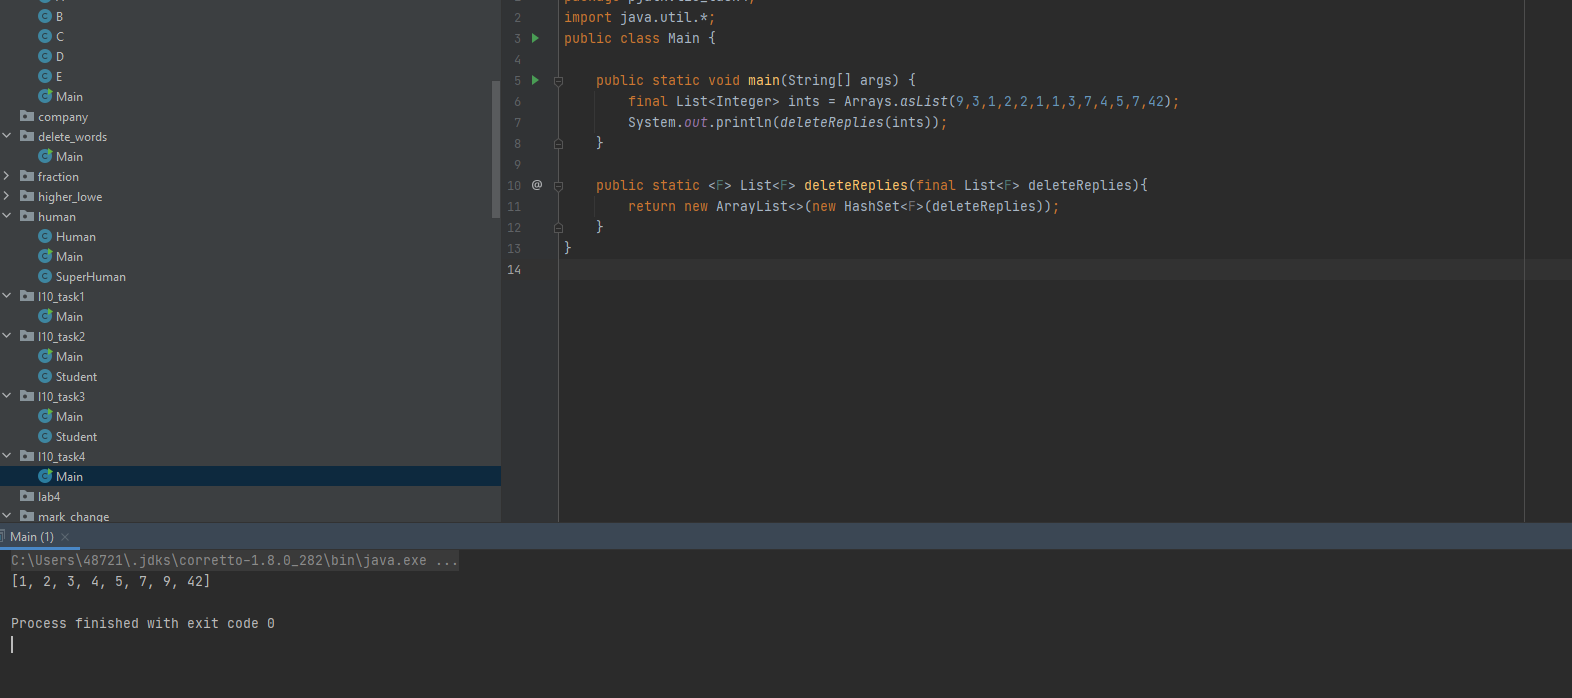 B
C
D
E
Main
company
delete_words
Main
fraction
higher_lowe
human
Human
Main
SuperHuman
l10_task1
Main
l10_task2
Main
Student
l10_task3
Main
Student
l10_task4
Main
lab4
mark_change
2 import java.util.*;
3 public class Main {
4
5 public static void main(String[] args) {
6 final List<Integer> ints = Arrays.asList(9,3,1,2,2,1,1,3,7,4,5,7,42);
7 System.out.println(deleteReplies(ints));
8 }
9
10 @ public static <F> List<F> deleteReplies(final List<F> deleteReplies){
11 return new ArrayList<>(new HashSet<F>(deleteReplies));
12 }
13 }
14
Main (1) ×
C:\Users\48721\.jdks\corretto-1.8.0_282\bin\java.exe ...
[1, 2, 3, 4, 5, 7, 9, 42]
Process finished with exit code 0